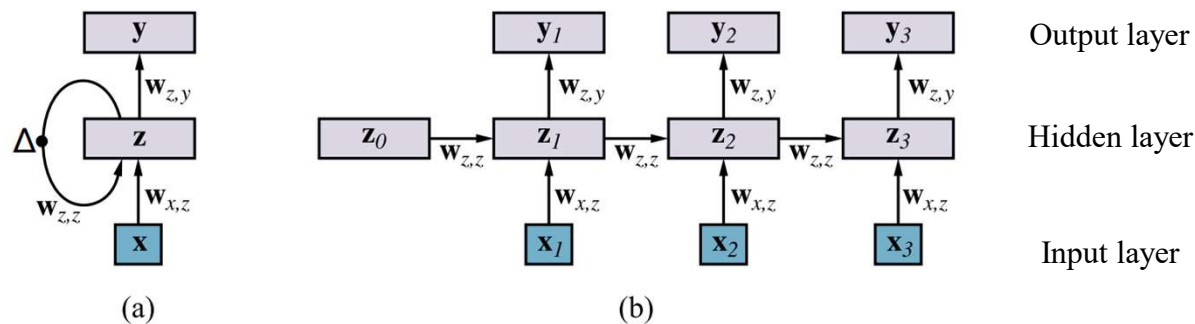 y y1 y2 y3 Output layer
wz,y wz,y wz,y wz,y
Δ z z0 z1 z2 z3 Hidden layer
wz,z wz,z wz,z wz,z
wx,z wx,z wx,z wx,z
x x1 x2 x3 Input layer
(a) (b)